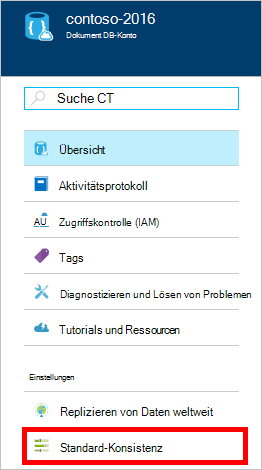 contoso-2016
Dokument DB-Konto
Suche CT
Übersicht
Aktivitätsprotokoll
AU
Zugriffskontrolle (IAM)
Tags
Diagnostizieren und Lösen von Problemen
Tutorials und Ressourcen
Einstellungen
Replizieren von Daten weltweit
Standard-Konsistenz